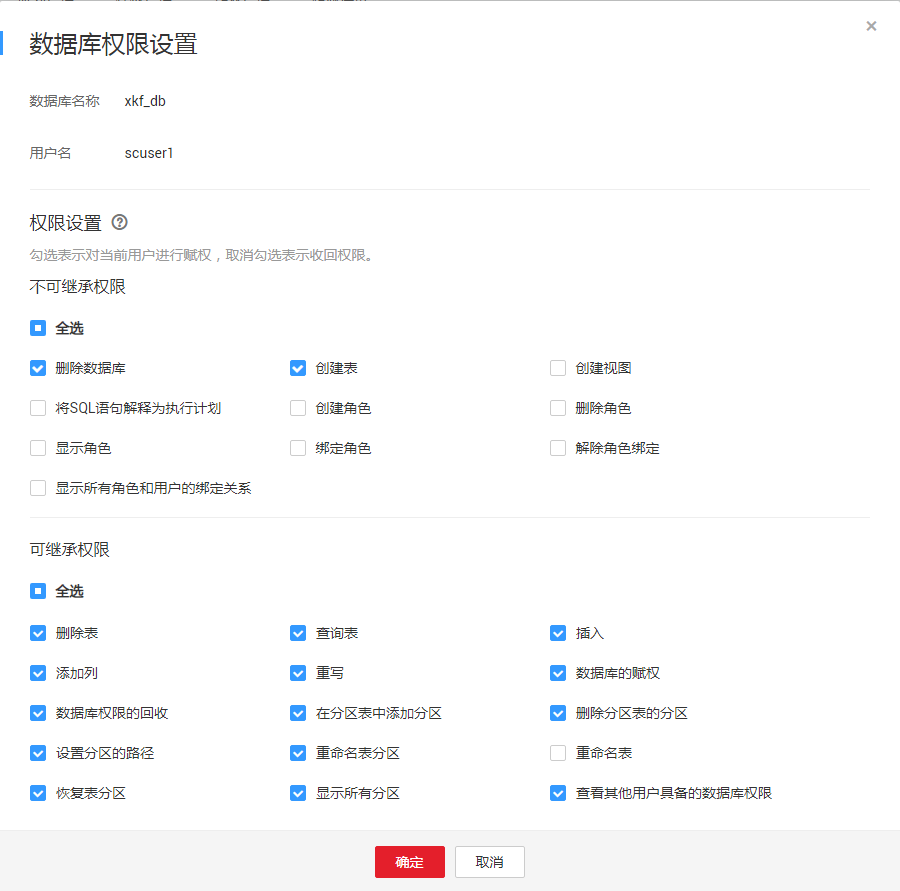 数据库权限设置
数据库名称 xkf_db
用户名 scuser1
权限设置
勾选表示对当前用户进行赋权，取消勾选表示收回权限。
不可继承权限
全选
删除数据库 创建表 创建视图
将SQL语句解释为执行计划 创建角色 删除角色
显示角色 绑定角色 解除角色绑定
显示所有角色和用户的绑定关系
可继承权限
全选
删除表 查询表 插入
添加列 重写 数据库的赋权
数据库权限的回收 在分区表中添加分区 删除分区表的分区
设置分区的路径 重命名表分区 重命名表
恢复表分区 显示所有分区 查看其他用户具备的数据库权限
确定 取消